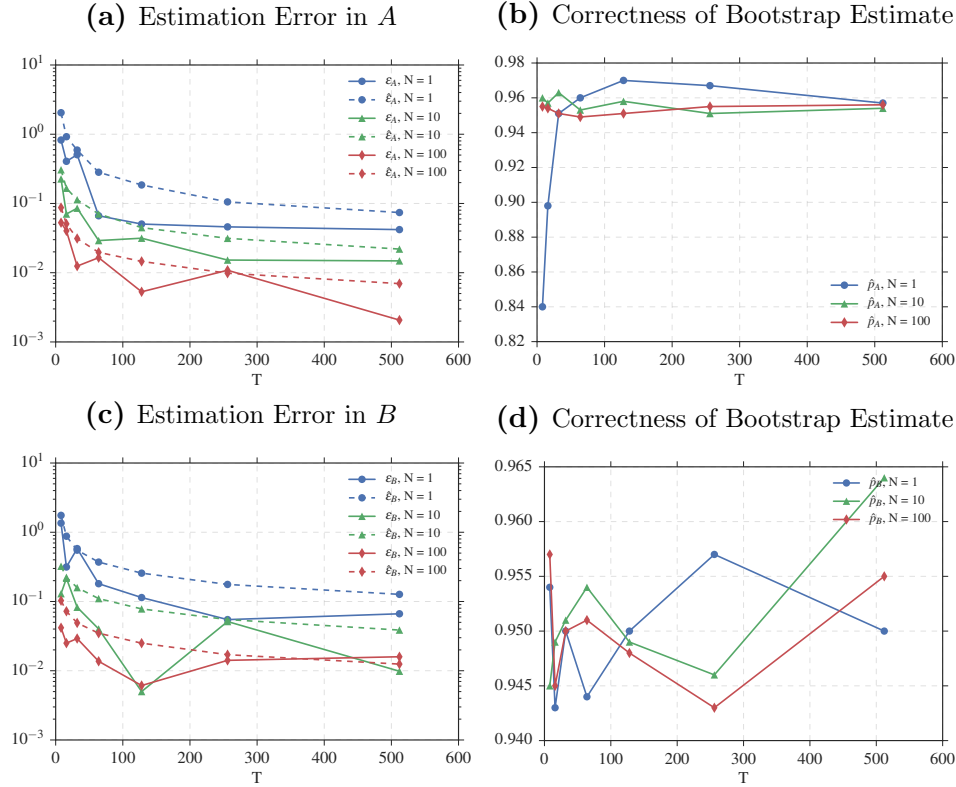 (a) Estimation Error in A
10^1
10^0
10^-1
10^-2
10^-3
0 100 200 300 400 500 600
T
ε_A, N = 1
ε̂_A, N = 1
ε_A, N = 10
ε̂_A, N = 10
ε_A, N = 100
ε̂_A, N = 100
(b) Correctness of Bootstrap Estimate
0.98
0.96
0.94
0.92
0.90
0.88
0.86
0.84
0.82
0 100 200 300 400 500 600
T
p̂_A, N = 1
p̂_A, N = 10
p̂_A, N = 100
(c) Estimation Error in B
10^1
10^0
10^-1
10^-2
10^-3
0 100 200 300 400 500 600
T
ε_B, N = 1
ε̂_B, N = 1
ε_B, N = 10
ε̂_B, N = 10
ε_B, N = 100
ε̂_B, N = 100
(d) Correctness of Bootstrap Estimate
0.965
0.960
0.955
0.950
0.945
0.940
0 100 200 300 400 500 600
T
p̂_B, N = 1
p̂_B, N = 10
p̂_B, N = 100